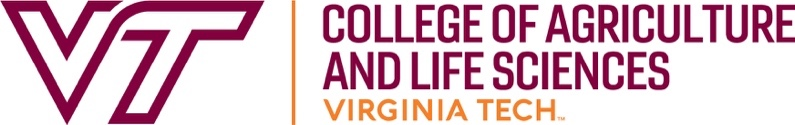 VT
COLLEGE OF AGRICULTURE
AND LIFE SCIENCES
VIRGINIA TECH™